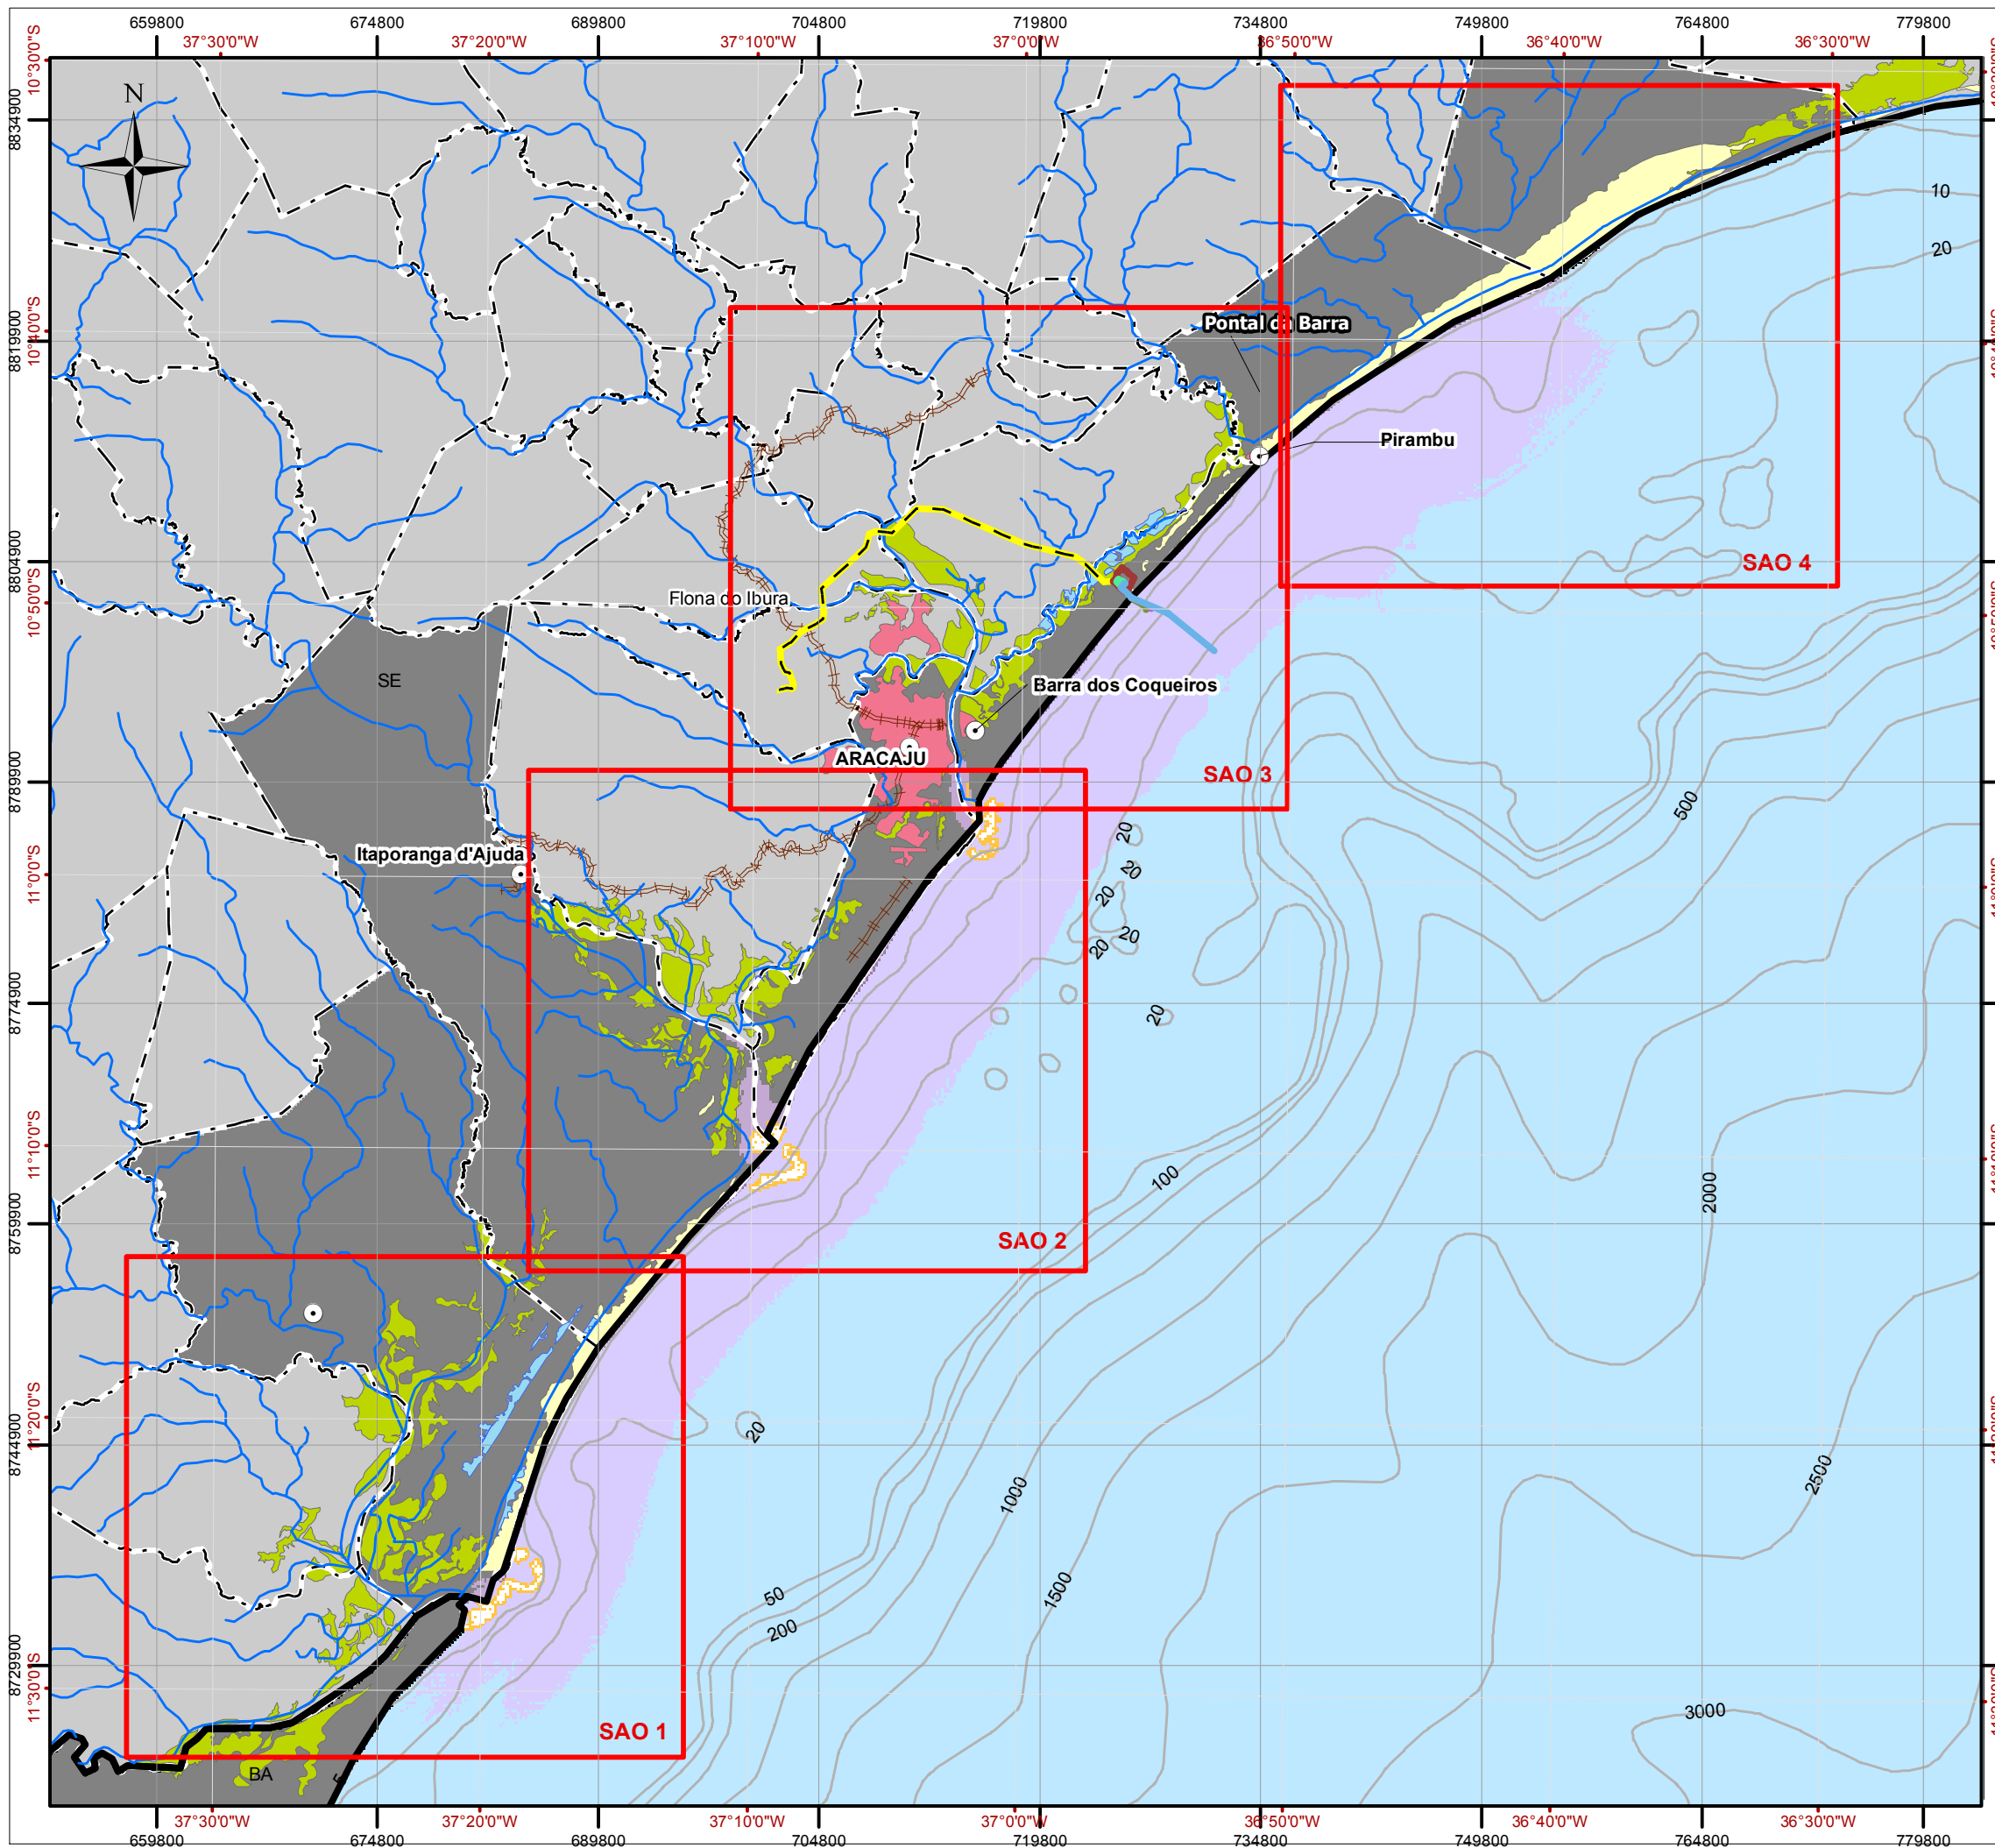 659800 674800 689800 704800 719800 734800 749800 764800 779800
37°30'0"W 37°20'0"W 37°10'0"W 37°0'0"W 36°50'0"W 36°40'0"W 36°30'0"W
10°30'0"S
N
8834900
10
20
10°40'0"S
8819900
Pontal da Barra
Pirambu
8804900
SAO 4
10°50'0"S
Flona do Ibura
SE
Barra dos Coqueiros
ARACAJU
SAO 3
8789900
500
20
Itaporanga d'Ajuda
20
11°0'0"S
20
20
20
8774900
20
11°10'0"S
100
2000
8759900
SAO 2
11°20'0"S
20
8744900
2500
1000
1500
50
200
8729900
11°30'0"S
3000
SAO 1
BA
37°30'0"W 37°20'0"W 37°10'0"W 37°0'0"W 36°50'0"W 36°40'0"W 36°30'0"W
659800 674800 689800 704800 719800 734800 749800 764800 779800